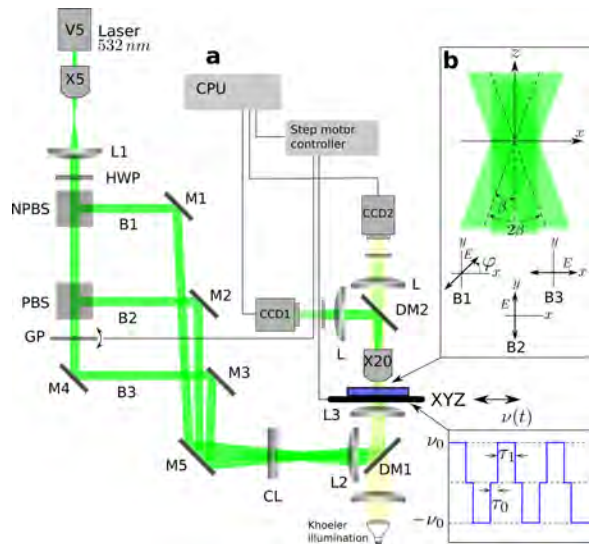 V5
Laser
532 nm
X5
L1
HWP
NPBS
M1
B1
PBS
M2
B2
GP
M3
M4
B3
M5
CL
L2
a
CPU
Step motor
controller
CCD2
L
DM2
CCD1
L
X20
L3
XYZ
ν(t)
DM1
Khoeler
illumination
b
z
x
β
2β
y
E
φ
x
B1
y
E
x
B3
y
E
x
B2
ν₀
τ₁
τ₀
−ν₀